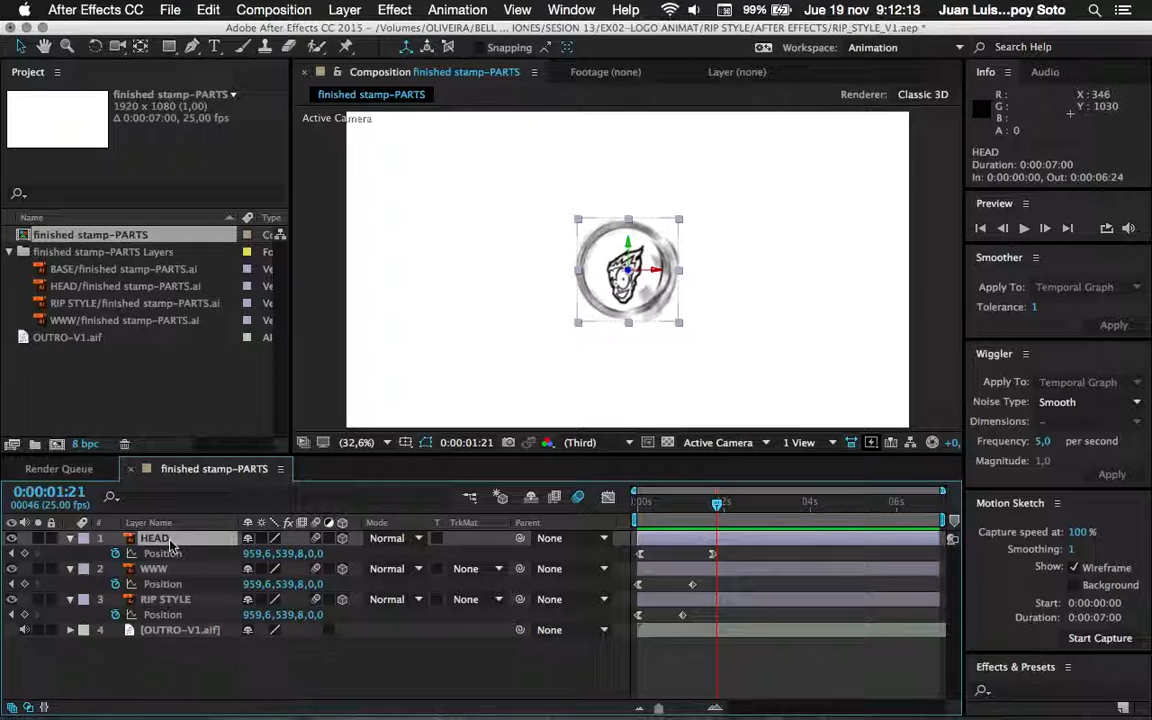 After Effects CC File Edit Composition Layer Effect Animation View Window Help 99% Jue 19 nov 9:12:13 Juan Luis...poy Soto
After Effects CC 2015 - /Volumes/OLIVEIRA/BELL ... IONES/SESION 13/EX02-LOGO ANIMAT/RIP STYLE/AFTER EFFECTS/RIP_STYLE_V1.aep *
Snapping Workspace: Animation Search Help
Project
finished stamp-PARTS
1920 x 1080 (1,00)
Δ 0:00:07:00, 25,00 fps
Name Type
finished stamp-PARTS Cc
finished stamp-PARTS Layers Fo
BASE/finished stamp-PARTS.ai Ve
HEAD/finished stamp-PARTS.ai Ve
RIP STYLE/finished stamp-PARTS.ai Ve
WWW/finished stamp-PARTS.ai Ve
OUTRO-V1.aif AI
8 bpc
Composition finished stamp-PARTS Footage (none) Layer (none)
finished stamp-PARTS Renderer: Classic 3D
Active Camera
(32,6%) 0:00:01:21 (Third) Active Camera 1 View +0,
Info Audio
R : X : 346
G : Y : 1030
B :
A : 0
HEAD
Duration: 0:00:07:00
In: 0:00:00:00, Out: 0:00:06:24
Preview
Smoother
Apply To: Temporal Graph
Tolerance: 1
Apply
Wiggler
Apply To: Temporal Graph
Noise Type: Smooth
Dimensions: -
Frequency: 5,0 per second
Magnitude: 1,0
Apply
Motion Sketch
Capture speed at: 100 %
Smoothing: 1
Show: Wireframe
Background
Start: 0:00:00:00
Duration: 0:00:07:00
Start Capture
Effects & Presets
Render Queue finished stamp-PARTS
0:00:01:21
00046 (25.00 fps)
:00s 2s 04s 06s
# Layer Name Mode T TrkMat Parent
1 HEAD Normal None
Position 959,6,539,8,0,0
2 WWW Normal None None
Position 959,6,539,8,0,0
3 RIP STYLE Normal None None
Position 959,6,539,8,0,0
4 [OUTRO-V1.aif] None